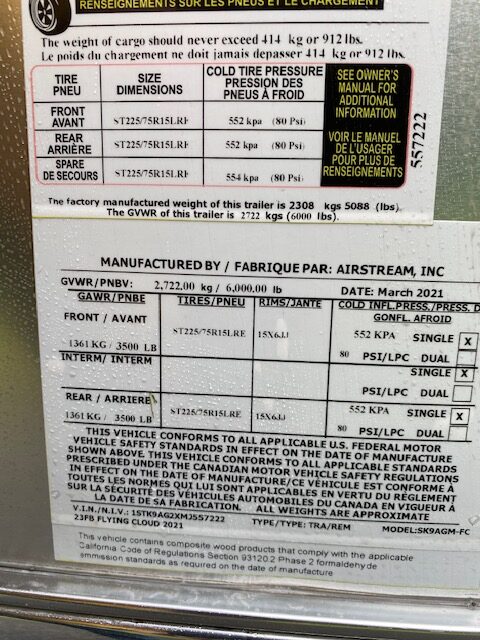 RENSEIGNEMENTS SUR LES PNEUS ET LE CHARGEMENT
The weight of cargo should never exceed 414 kg or 912 lbs.
Le poids du chargement ne doit jamais depasser 414 kg or 912 lbs.
TIRE PNEU
SIZE DIMENSIONS
COLD TIRE PRESSURE PRESSION DES PNEUS À FROID
SEE OWNER'S MANUAL FOR ADDITIONAL INFORMATION
VOIR LE MANUEL DE L'USAGER POUR PLUS DE RENSEIGNEMENTS
557222
FRONT AVANT ST225/75R15LRE 552 kpa (80 Psi)
REAR ARRIÈRE ST225/75R15LRE 552 kpa (80 Psi)
SPARE DE SECOURS ST225/75R15LRE 554 kpa (80 Psi)
The factory manufactured weight of this trailer is 2308 kgs 5088 (lbs).
The GVWR of this trailer is 2722 kgs (6000 lbs).
MANUFACTURED BY / FABRIQUE PAR: AIRSTREAM, INC
GVWR/PNBV: 2,722.00 kg / 6,000.00 lb DATE: March 2021
GAWR/PNBE TIRES/PNEU RIMS/JANTE COLD INFL.PRESS./PRESS. D
GONFL. AFROID
FRONT / AVANT ST225/75R15LRE 15X6JJ 552 KPA SINGLE X
1361 KG / 3500 LB 80 PSI/LPC DUAL
INTERM/ INTERM SINGLE X
PSI/LPC DUAL
REAR / ARRIERE ST225/75R15LRE 15X6JJ 552 KPA SINGLE X
1361 KG / 3500 LB 80 PSI/LPC DUAL
THIS VEHICLE CONFORMS TO ALL APPLICABLE U.S. FEDERAL MOTOR
VEHICLE SAFETY STANDARDS IN EFFECT ON THE DATE OF MANUFACTURE
SHOWN ABOVE. THIS VEHICLE CONFORMS TO ALL APPLICABLE STANDARDS
PRESCRIBED UNDER THE CANADIAN MOTOR VEHICLE SAFETY REGULATIONS
IN EFFECT ON THE DATE OF MANUFACTURE/CE VÉHICULE EST CONFORME À
TOUTES LES NORMES QUI LUI SONT APPLICABLES EN VERTU DU RÈGLEMENT
SUR LA SÉCURITÉ DES VÉHICULES AUTOMOBILES DU CANADA EN VIGUEUR À
LA DATE DE SA FABRICATION. ALL WEIGHTS ARE APPROXIMATE
V.I.N./N.I.V.: 1STK9AG2XMJ557222 TYPE/TYPE: TRA/REM MODEL:SK9AGM-FC
23FB FLYING CLOUD 2021
This vehicle contains composite wood products that comply with the applicable
California Code of Regulations Section 93120.2 Phase 2 formaldehyde
emmission standards as required on the date of manufacture